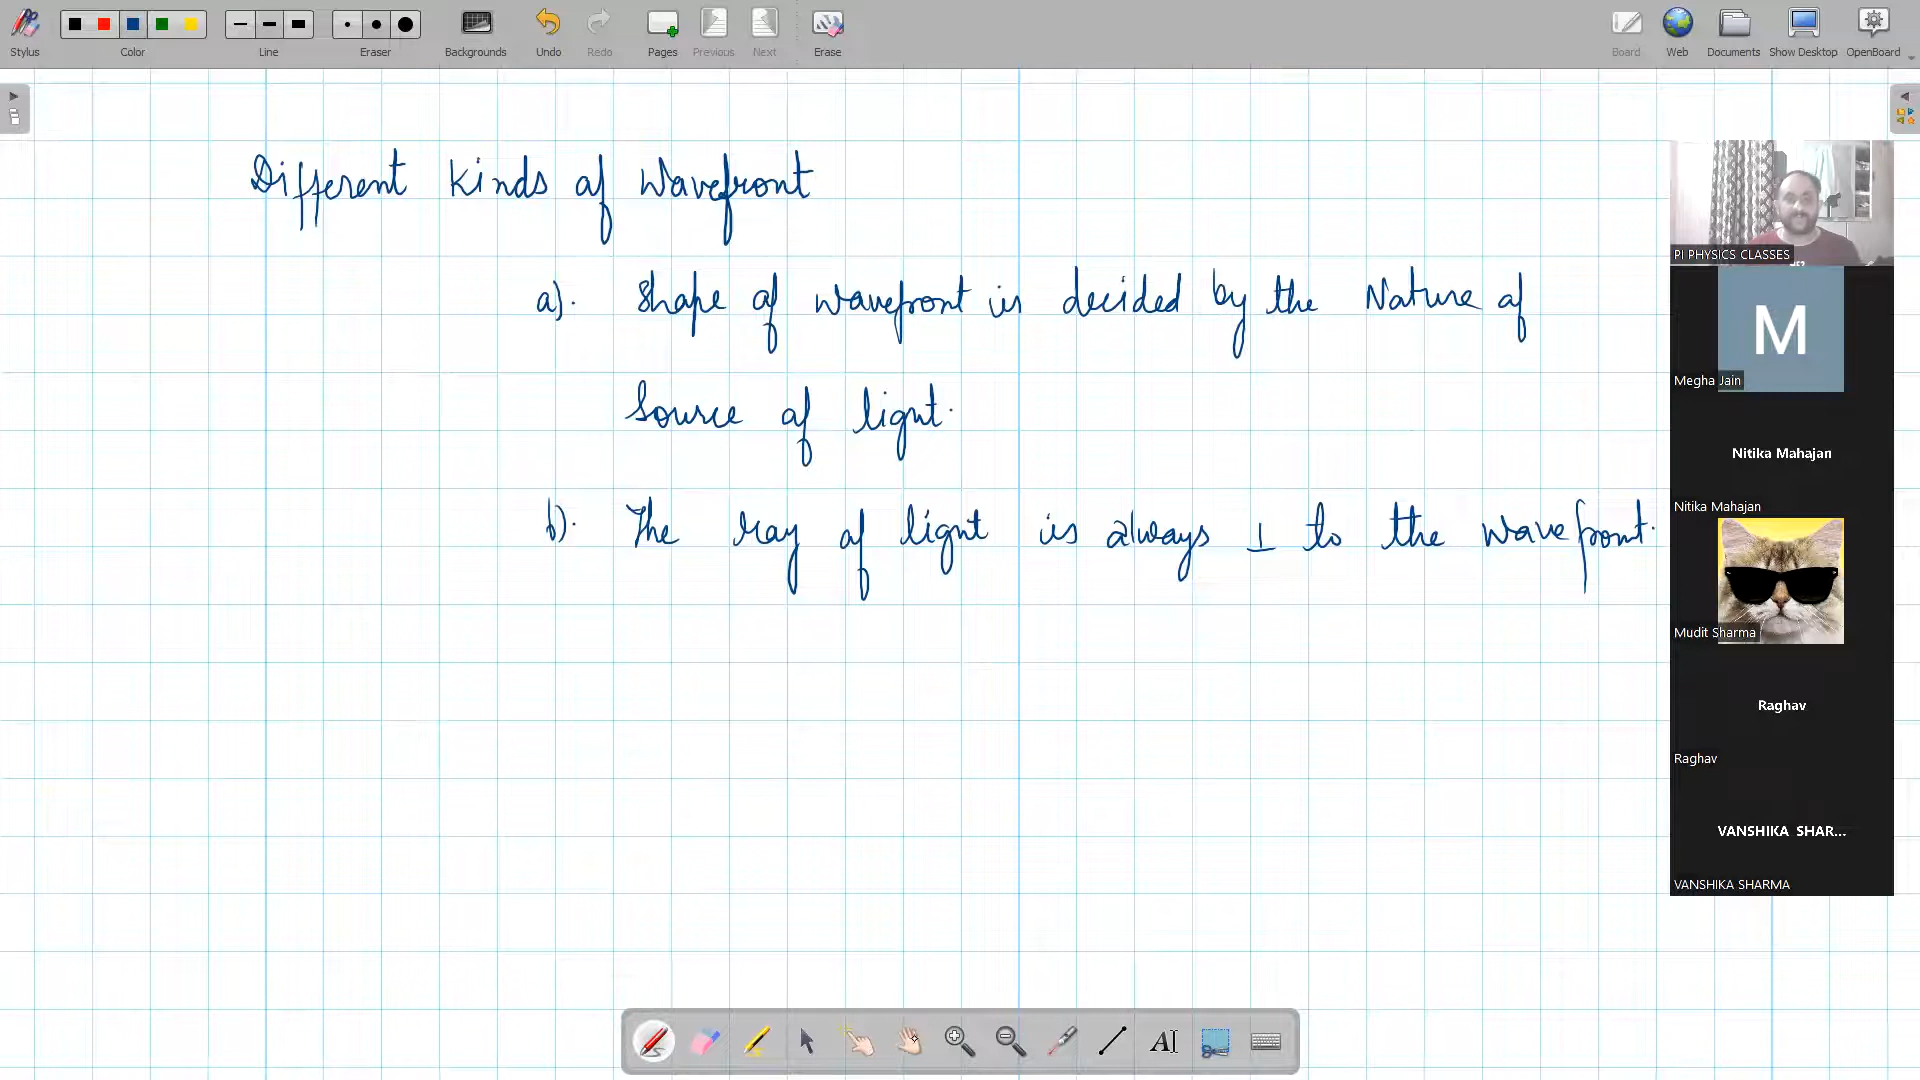 Stylus
Color
Line
Eraser
Backgrounds
Undo
Redo
Pages
Previous
Next
Erase
Board
Web
Documents
Show Desktop
OpenBoard
Different Kinds of Wavefront
a). Shape of wavefront is decided by the Nature of
Source of light.
b). The ray of light is always ⊥ to the wavefront.
PI PHYSICS CLASSES
M
Megha Jain
Nitika Mahajan
Nitika Mahajan
Mudit Sharma
Raghav
Raghav
VANSHIKA SHAR...
VANSHIKA SHARMA